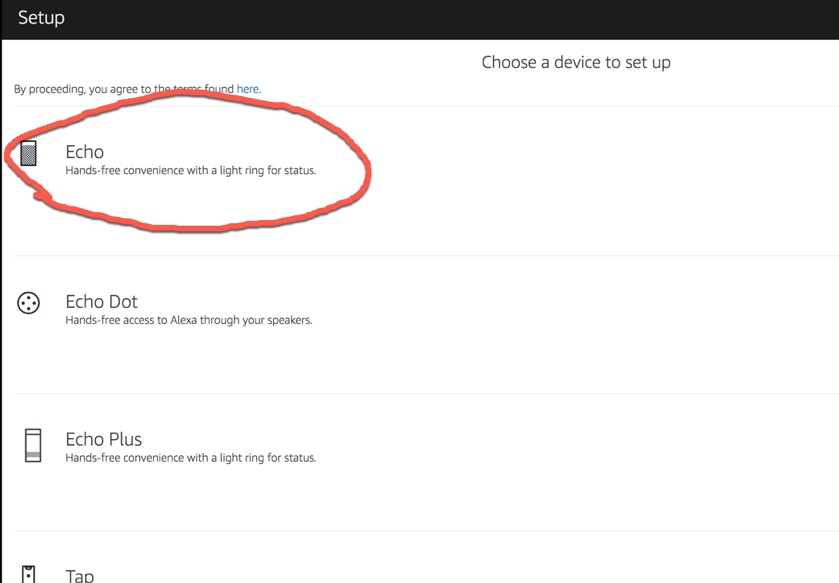 Setup
Choose a device to set up
By proceeding, you agree to the terms found here.
Echo
Hands-free convenience with a light ring for status.
Echo Dot
Hands-free access to Alexa through your speakers.
Echo Plus
Hands-free convenience with a light ring for status.
Tap